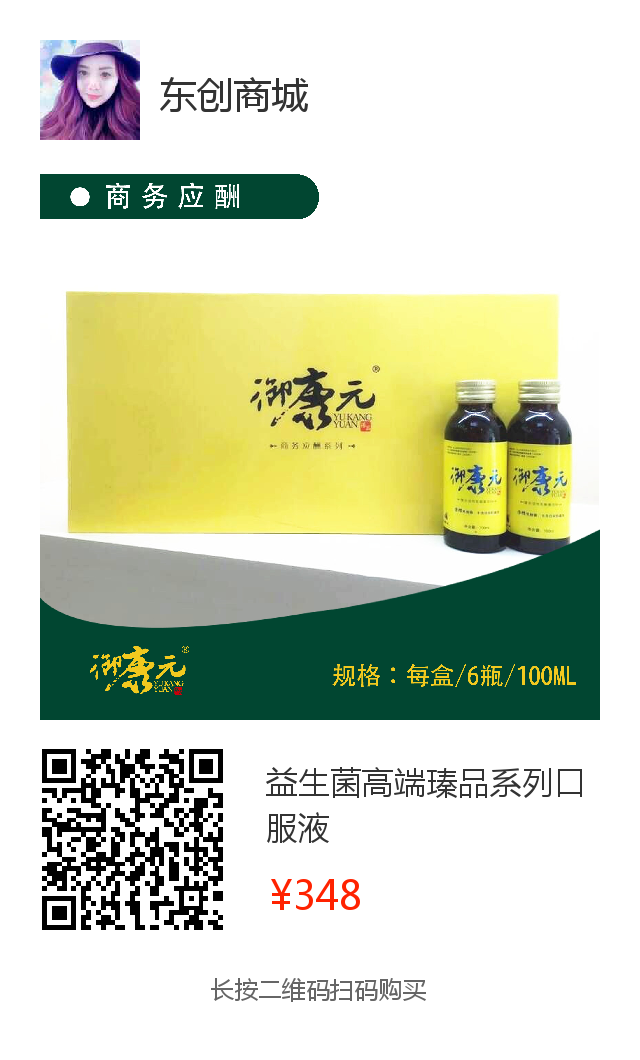 东创商城
商务应酬
御康元
®
YU KANG
YUAN
商务应酬系列
御康元
御康元
御康元
®
YU KANG
YUAN
规格：每盒/6瓶/100ML
益生菌高端瑧品系列口
服液
¥348
长按二维码扫码购买